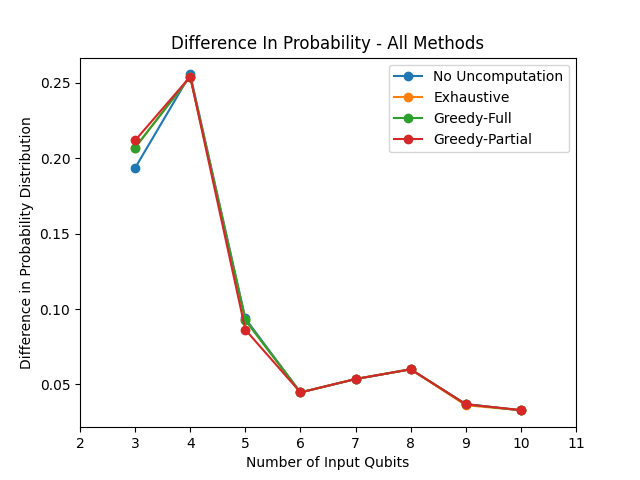 Difference In Probability - All Methods
No Uncomputation
Exhaustive
Greedy-Full
Greedy-Partial
Difference in Probability Distribution
0.25
0.20
0.15
0.10
0.05
2 3 4 5 6 7 8 9 10 11
Number of Input Qubits